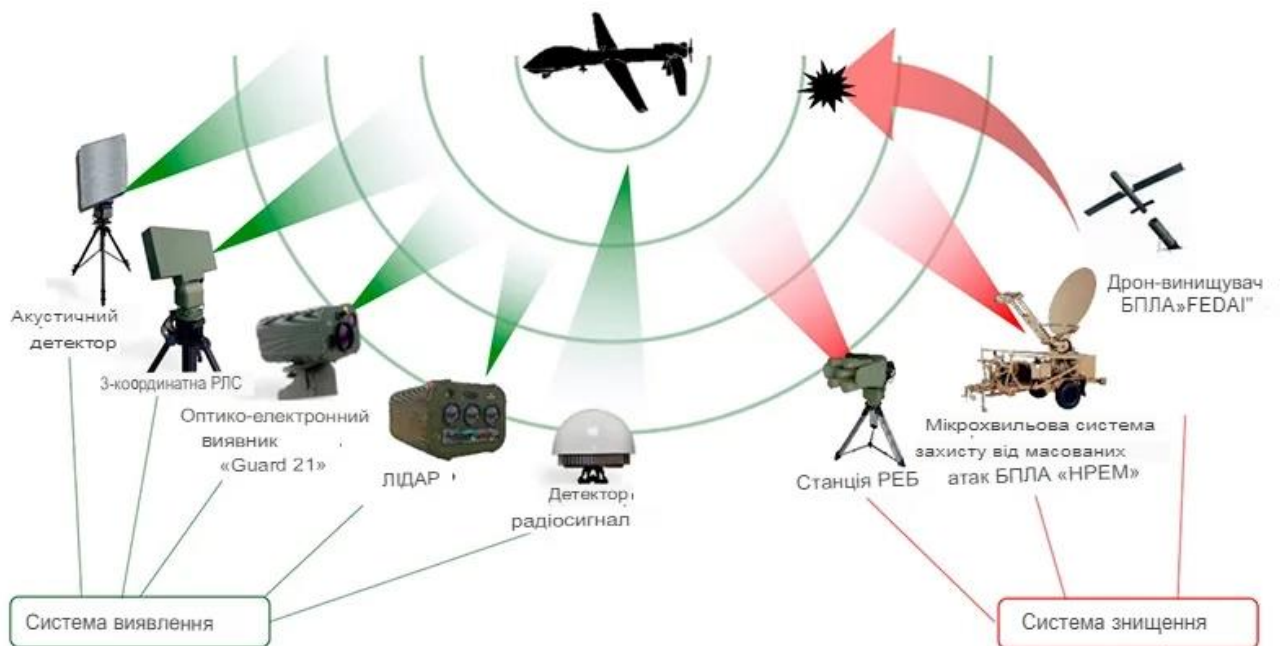 Акустичний
детектор
3-координатна РЛС
Оптико-електронний
виявник
«Guard 21»
ЛІДАР
Детектор
радіосигнал
Станція РЕБ
Мікрохвильова система
захисту від масованих
атак БПЛА «HPEM»
Дрон-винищувач
БПЛА»FEDAI"
Система виявлення
Система знищення